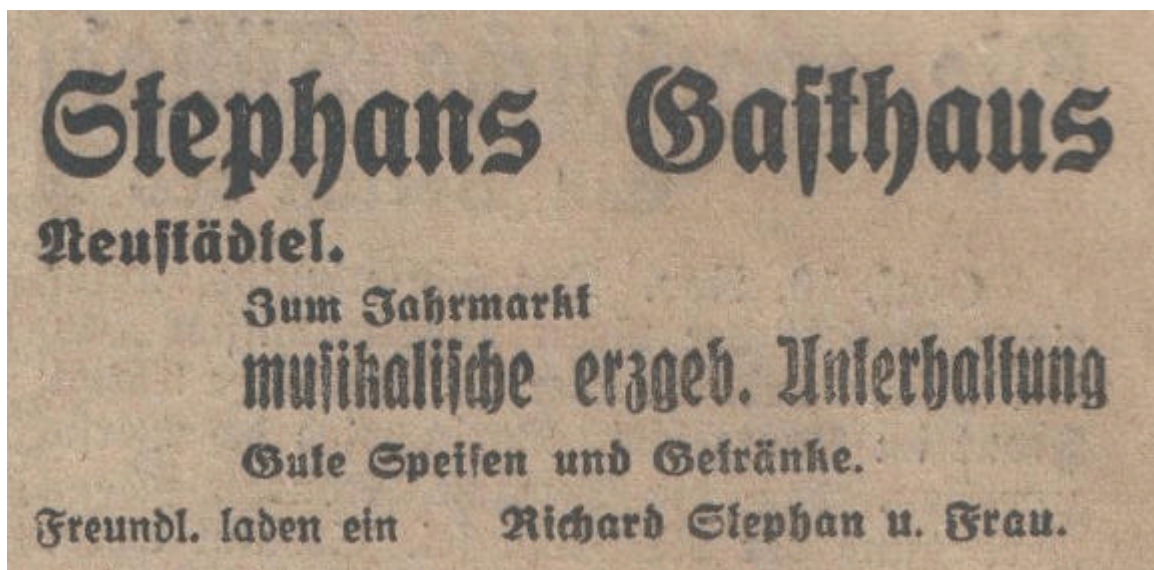 Stephans Gasthaus
Neustädtel.
Zum Jahrmarkt
musikalische erzgeb. Unterhaltung
Gute Speisen und Getränke.
Freundl. laden ein Richard Stephan u. Frau.